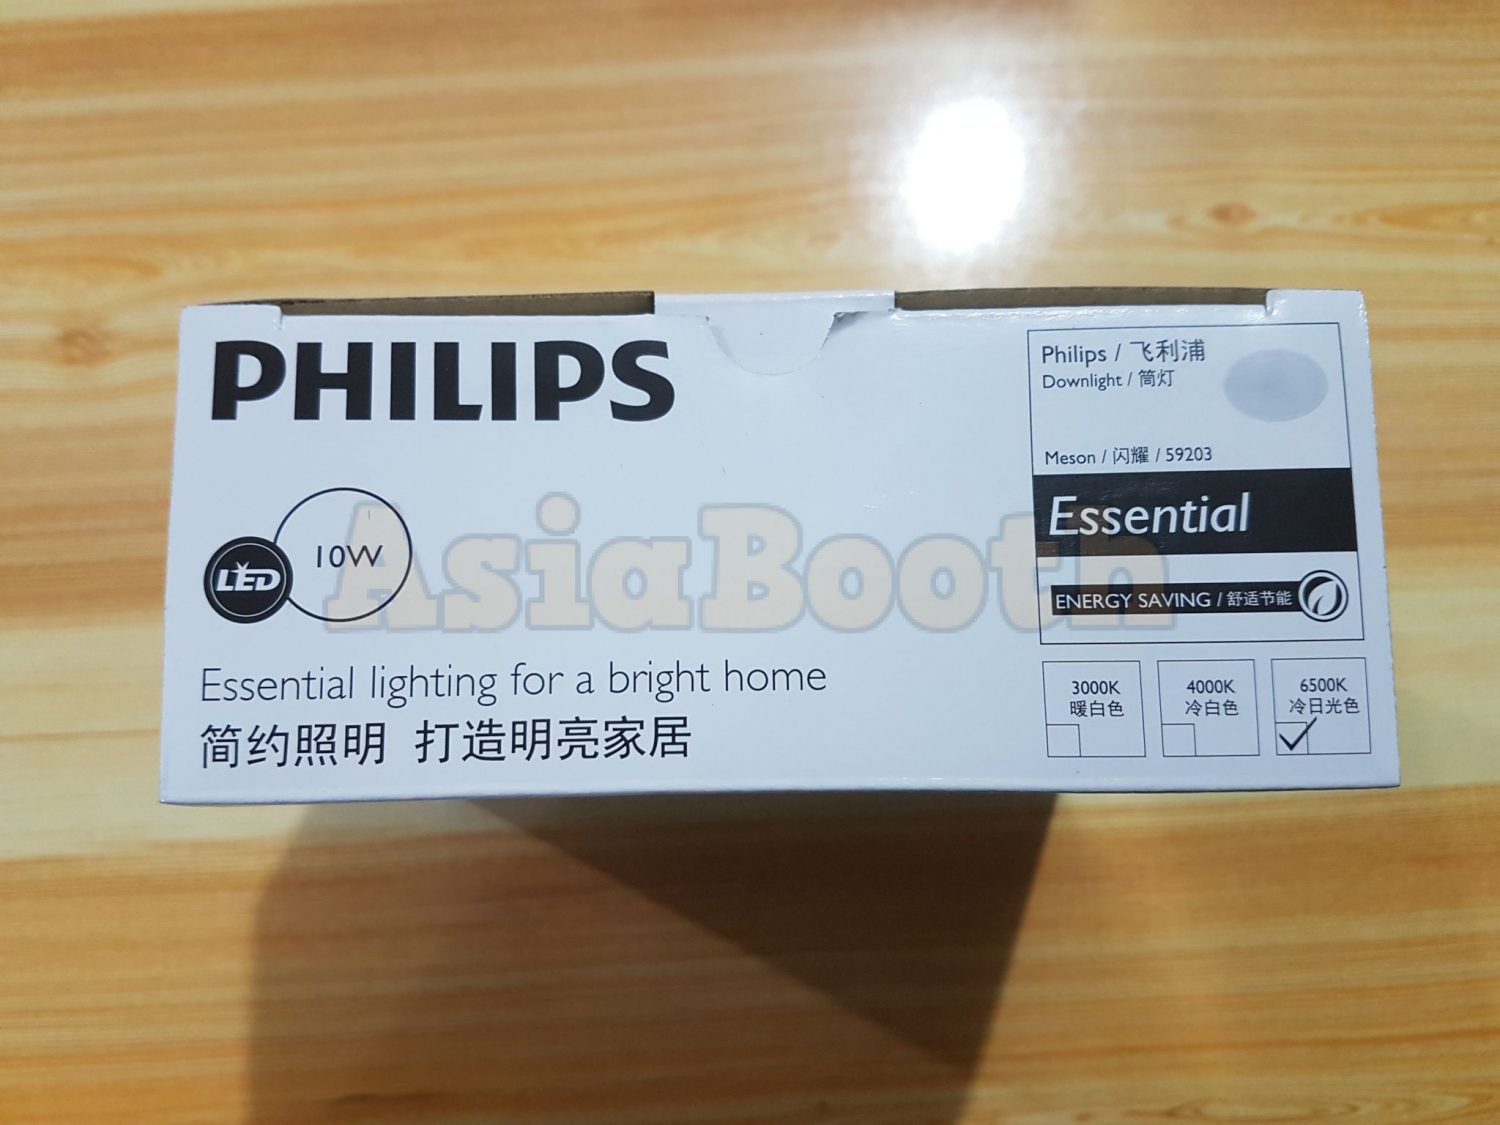 PHILIPS
LED
10W
Essential lighting for a bright home
简约照明 打造明亮家居
Philips / 飞利浦
Downlight / 筒灯
Meson / 闪耀 / 59203
Essential
ENERGY SAVING / 舒适节能
3000K
暖白色
4000K
冷白色
6500K
冷日光色
AsiaBooth